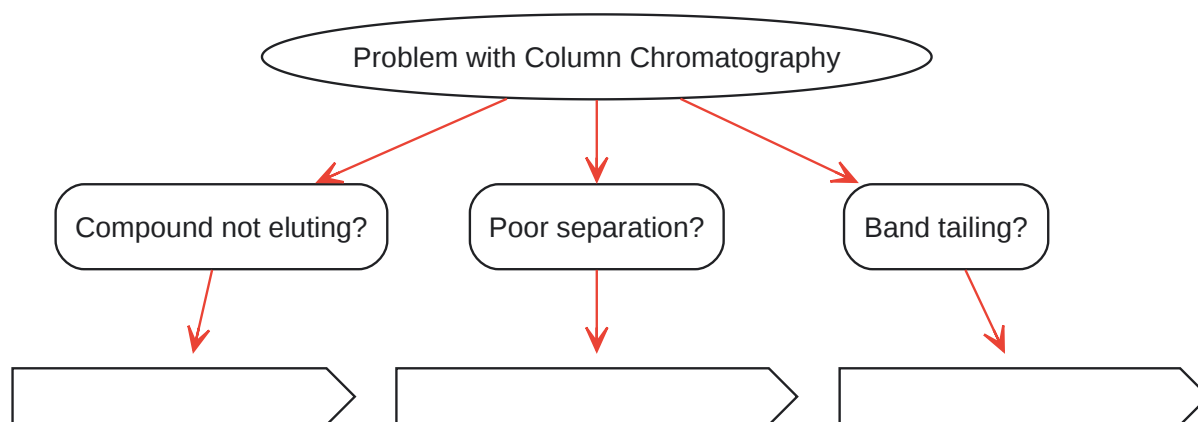 Problem with Column Chromatography
Compound not eluting?
Poor separation?
Band tailing?